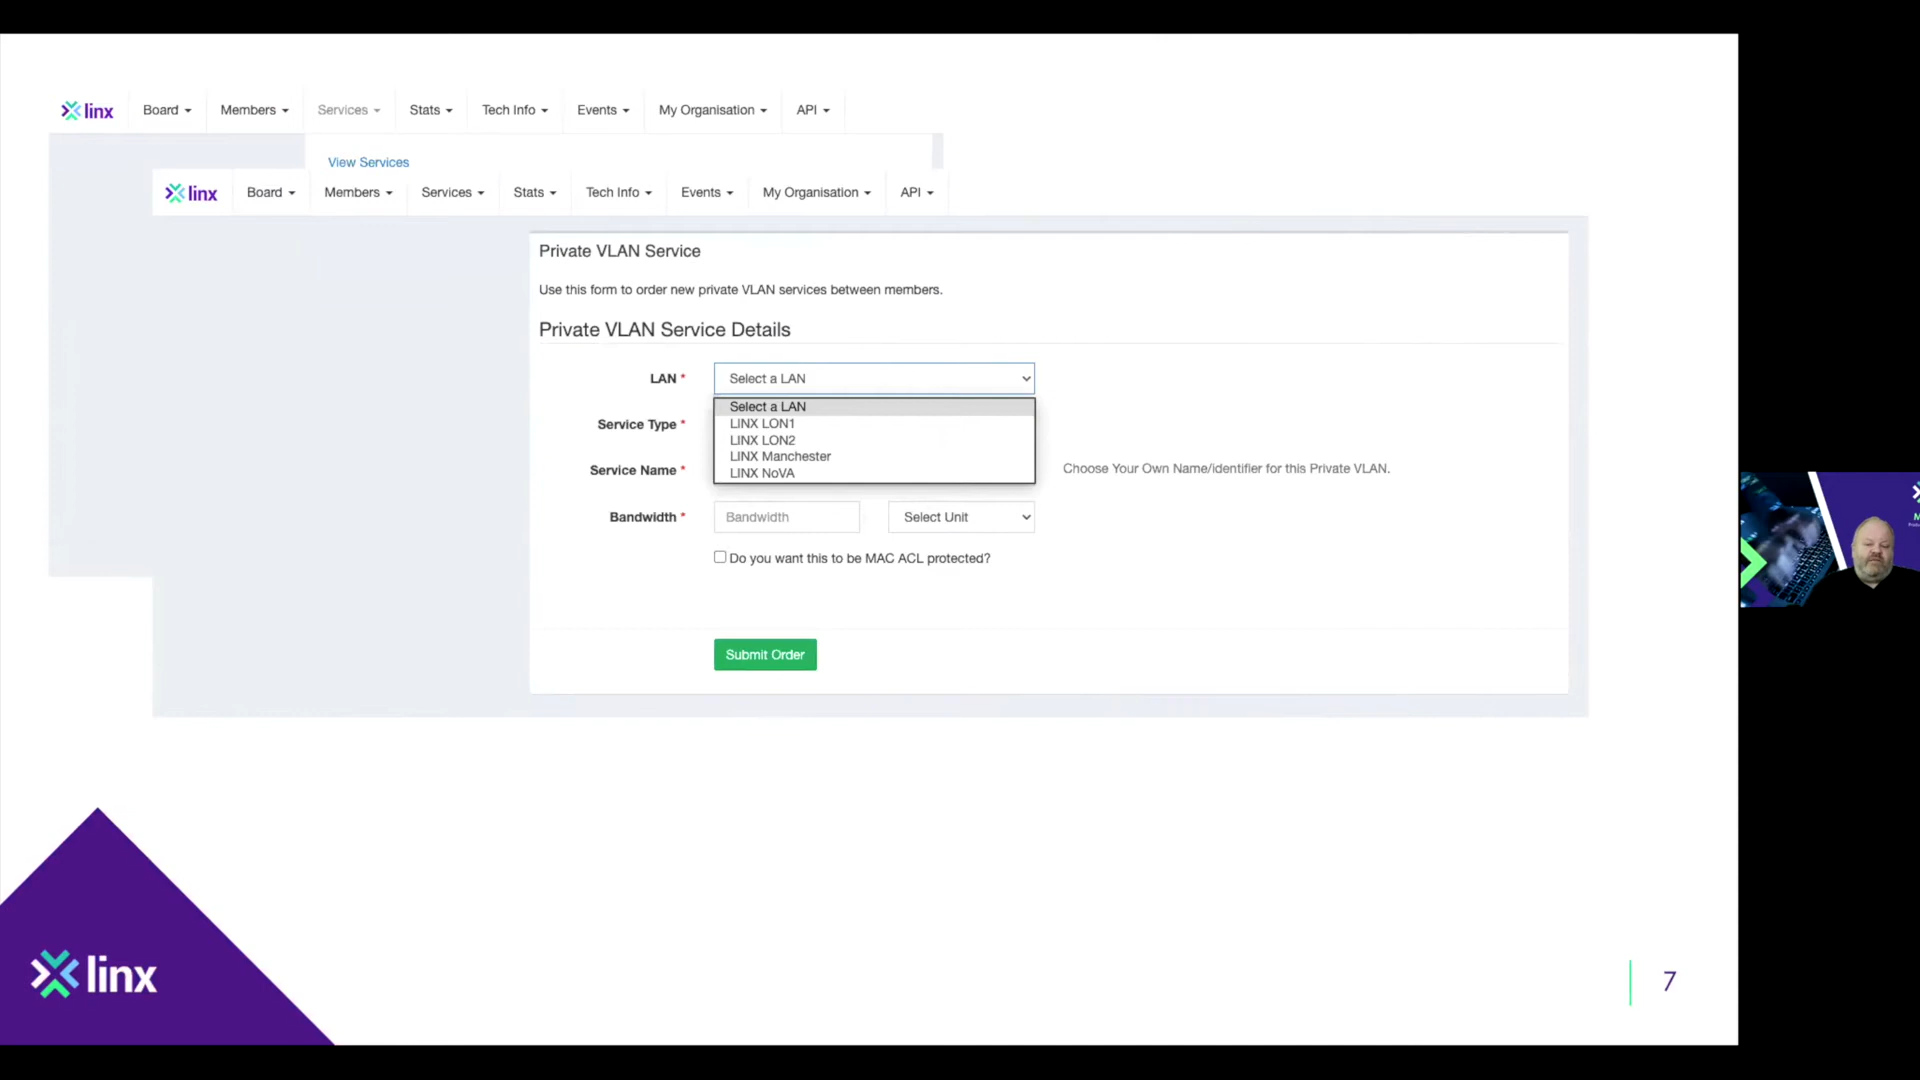 linx Board Members Services Stats Tech Info Events My Organisation API
View Services
linx Board Members Services Stats Tech Info Events My Organisation API
Private VLAN Service
Use this form to order new private VLAN services between members.
Private VLAN Service Details
LAN * Select a LAN
Select a LAN
LINX LON1
Service Type *
LINX LON2
LINX Manchester
Service Name * Choose Your Own Name/identifier for this Private VLAN.
LINX NoVA
Bandwidth * Bandwidth Select Unit
Do you want this to be MAC ACL protected?
Submit Order
linx
7